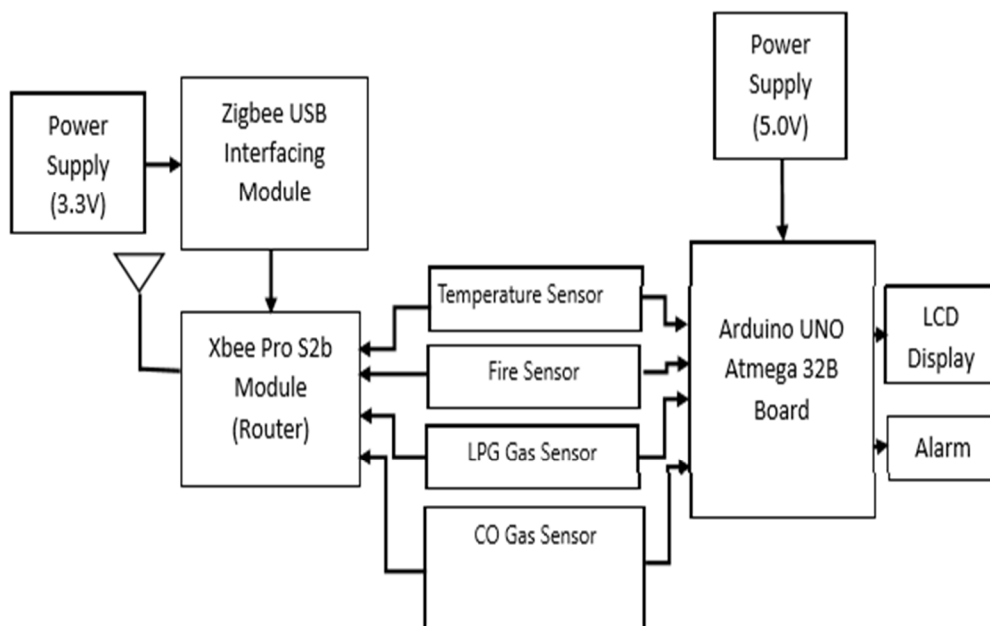 Power
Supply
(3.3V)
Zigbee USB
Interfacing
Module
Power
Supply
(5.0V)
Xbee Pro S2b
Module
(Router)
Temperature Sensor
Fire Sensor
LPG Gas Sensor
CO Gas Sensor
Arduino UNO
Atmega 32B
Board
LCD
Display
Alarm